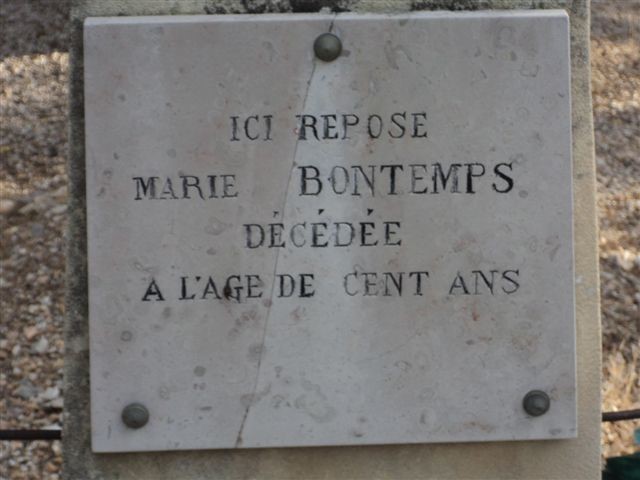 ICI REPOSE
MARIE BONTEMPS
DÉCÉDÉE
A L'AGE DE CENT ANS